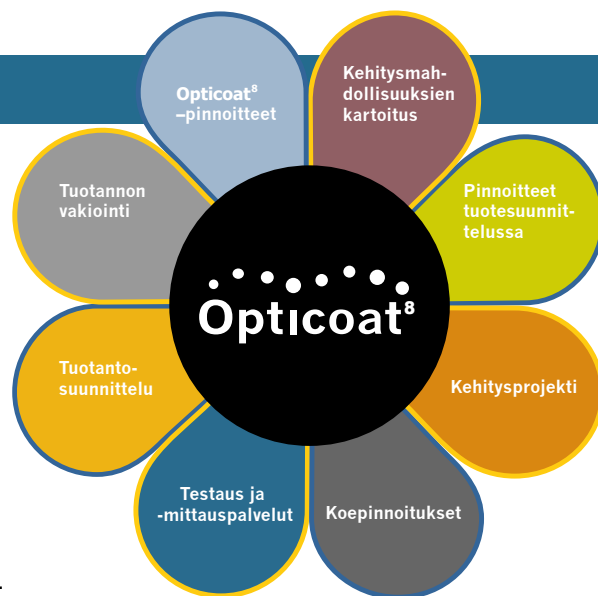 Opticoat⁸
–pinnoitteet
Kehitysmah-
dollisuuksien
kartoitus
Pinnoitteet
tuotesuunnit-
telussa
Kehitysprojekti
Koepinnoitukset
Testaus ja
-mittauspalvelut
Tuotanto-
suunnittelu
Tuotannon
vakiointi
Opticoat⁸
.